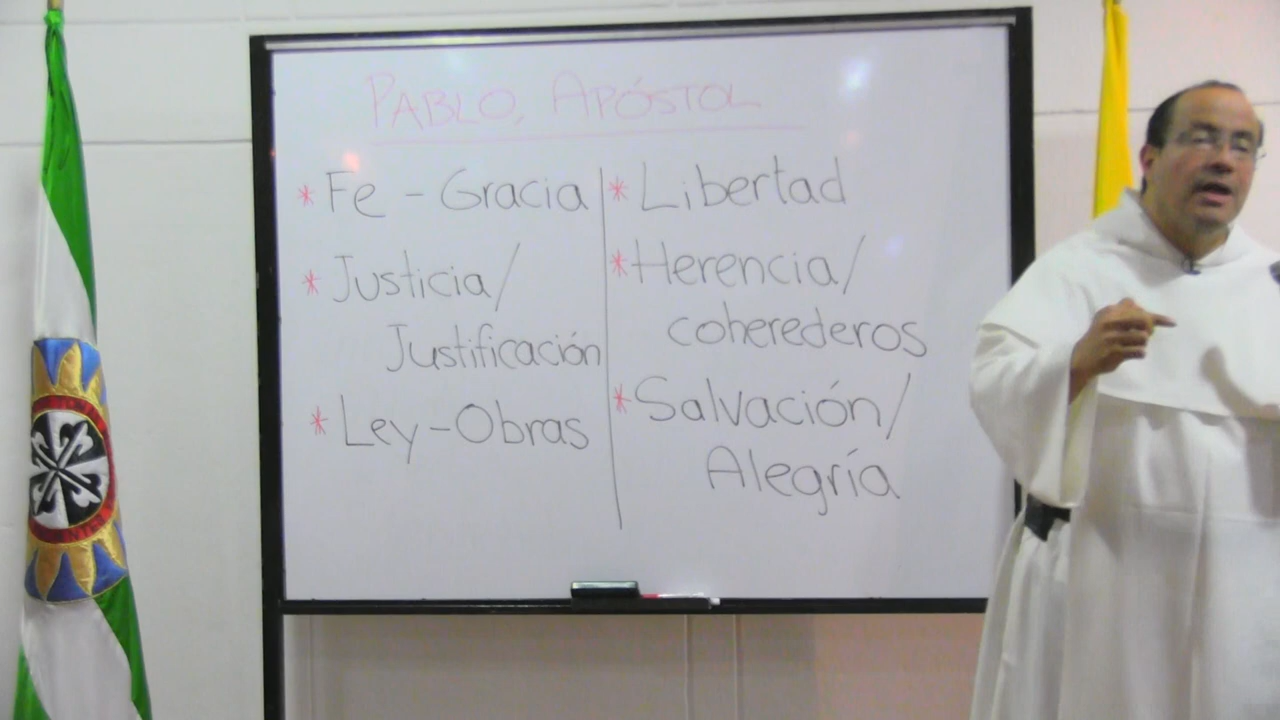 PABLO, APÓSTOL
* Fe - Gracia
* Justicia/
Justificación
* Ley - Obras
* Libertad
* Herencia/
coherederos
* Salvación/
Alegría